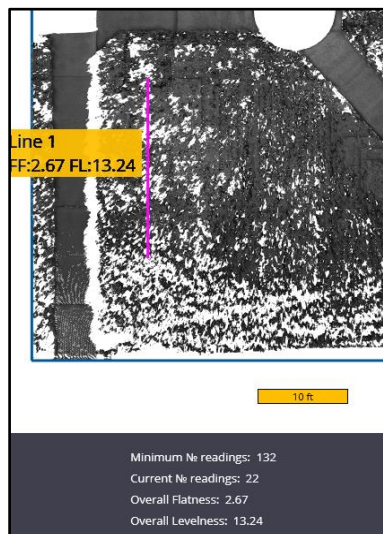 Line 1
FF:2.67 FL:13.24
10 ft
Minimum № readings: 132
Current № readings: 22
Overall Flatness: 2.67
Overall Levelness: 13.24